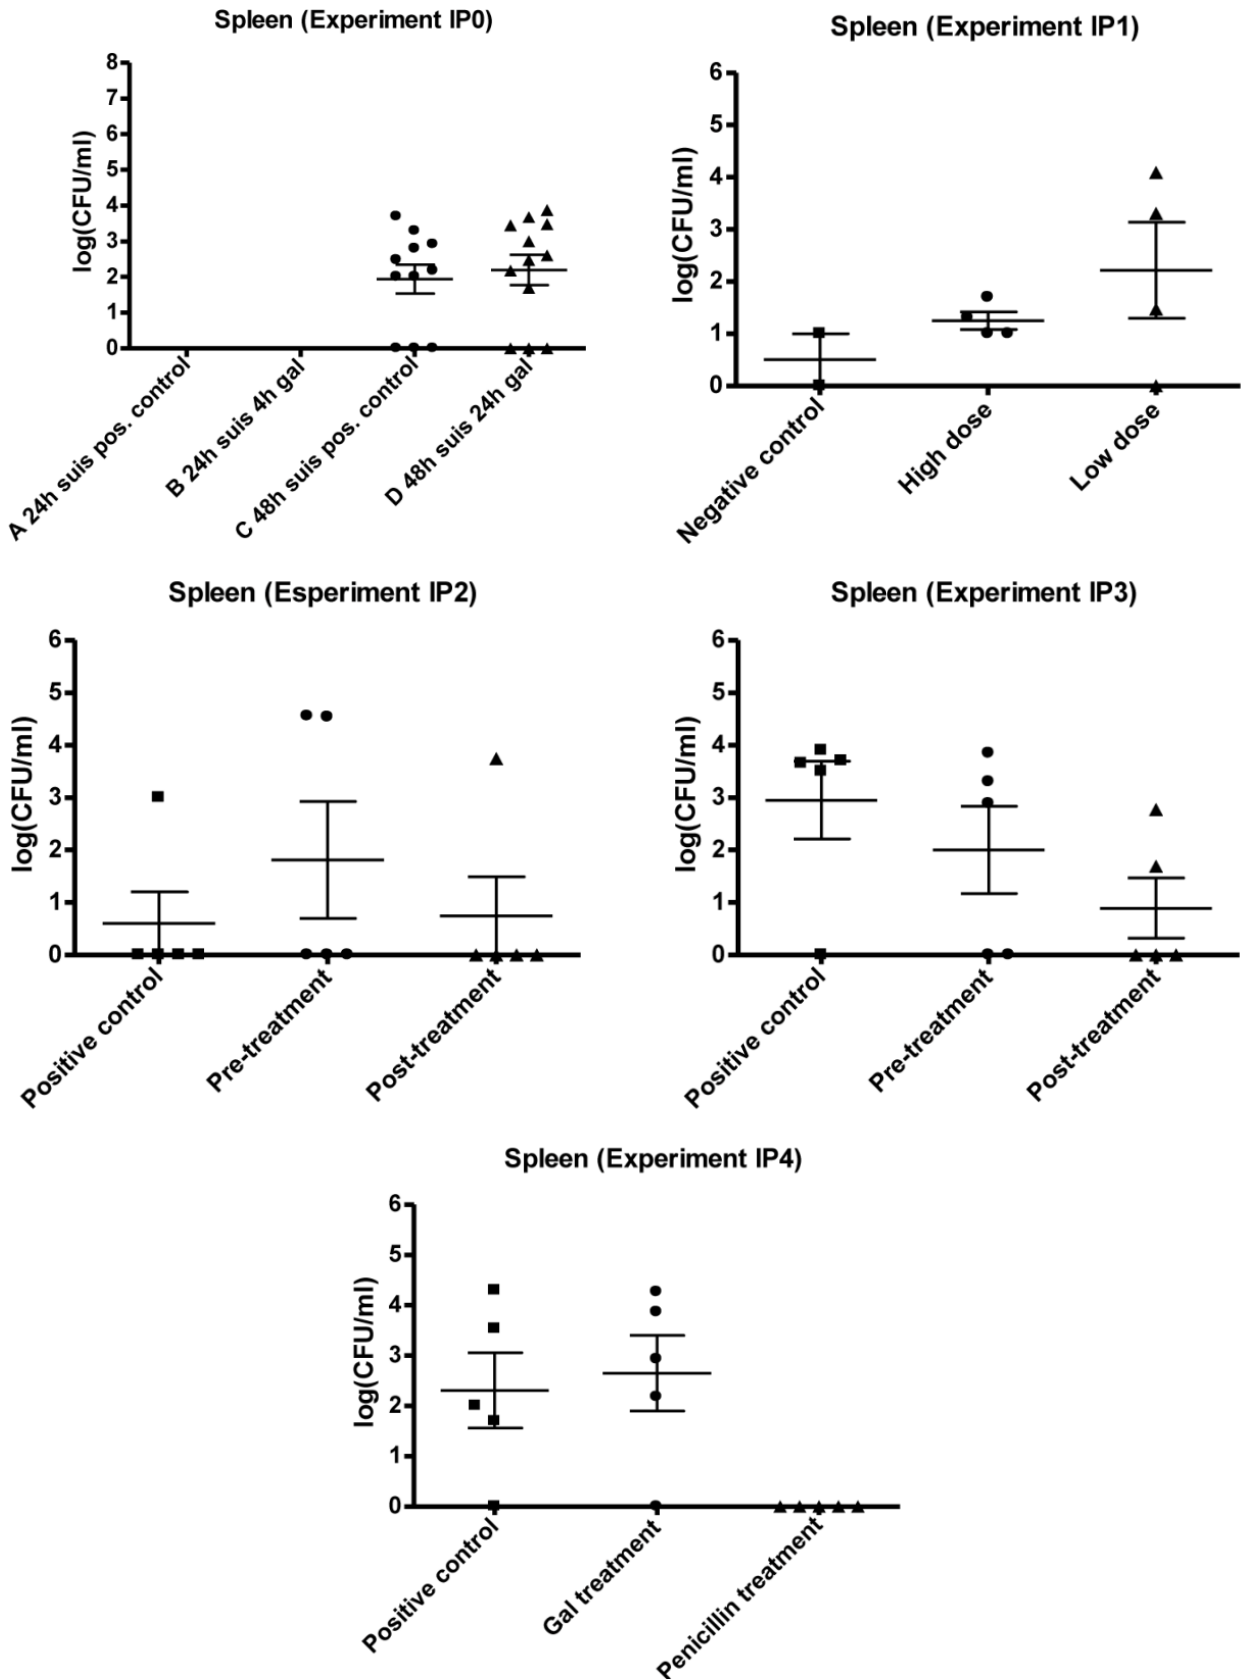 Spleen (Experiment IP0)
log(CFU/ml)
8
7
6
5
4
3
2
1
0
A 24h suis pos. control
B 24h suis 4h gal
C 48h suis pos. control
D 48h suis 24h gal
Spleen (Experiment IP1)
log(CFU/ml)
6
5
4
3
2
1
0
Negative control
High dose
Low dose
Spleen (Esperiment IP2)
log(CFU/ml)
6
5
4
3
2
1
0
Positive control
Pre-treatment
Post-treatment
Spleen (Experiment IP3)
log(CFU/ml)
6
5
4
3
2
1
0
Positive control
Pre-treatment
Post-treatment
Spleen (Experiment IP4)
log(CFU/ml)
6
5
4
3
2
1
0
Positive control
Gal treatment
Penicillin treatment